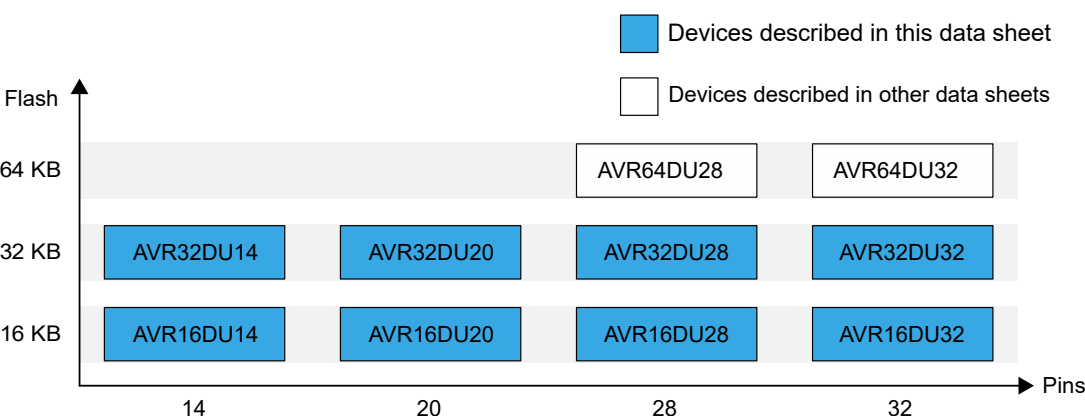 Devices described in this data sheet
Devices described in other data sheets
Flash
64 KB AVR64DU28 AVR64DU32
32 KB AVR32DU14 AVR32DU20 AVR32DU28 AVR32DU32
16 KB AVR16DU14 AVR16DU20 AVR16DU28 AVR16DU32
Pins
14 20 28 32